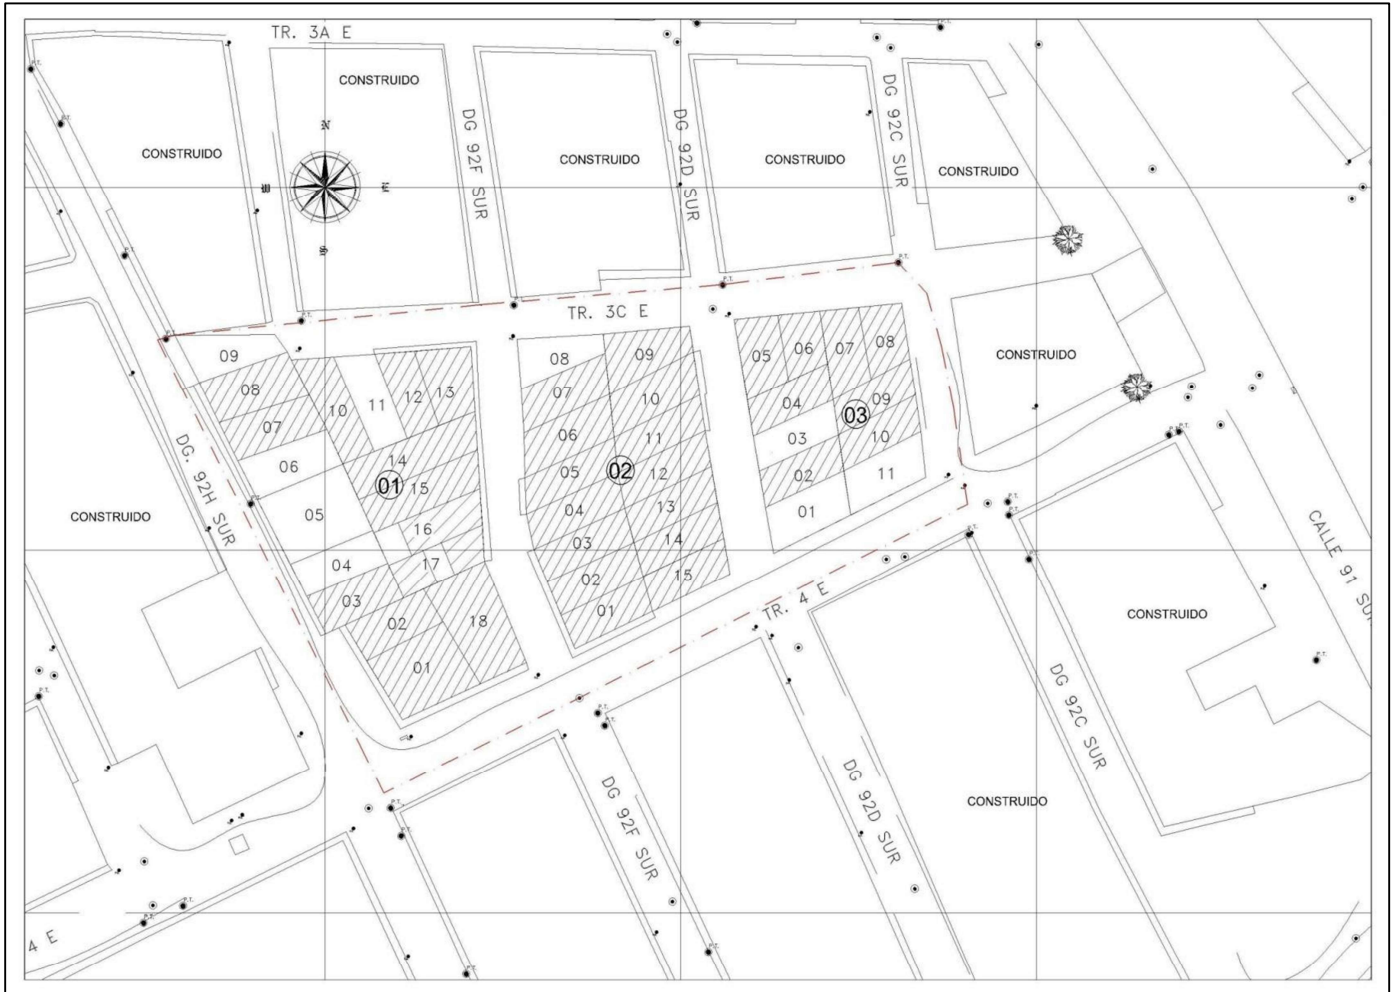 TR. 3A E
P.T.
P.T.
CONSTRUIDO
P.T.
DG 92F SUR
DG 92D SUR
DG 92C SUR
N
CONSTRUIDO
CONSTRUIDO
CONSTRUIDO
CONSTRUIDO
E
S
P.T.
P.T.
P.T.
P.T.
P.T.
P.T.
TR. 3C E
09
08
07
06
05
04
03
02
01
10
11
12
13
14
15
16
17
18
01
08
07
06
05
04
03
02
01
09
10
11
12
13
14
15
02
05
06
07
08
04
03
02
01
09
10
11
03
CONSTRUIDO
DG. 92H SUR
P.T.
CONSTRUIDO
P.T.
P.T.
P.T.
P.T.
P.T.
CALLE 91 SUR
TR. 4 E
CONSTRUIDO
P.T.
P.T.
DG 92C SUR
P.T.
P.T.
DG 92F SUR
DG 92D SUR
CONSTRUIDO
P.T.
P.T.
P.T.
P.T.
4 E
P.T.
P.T.